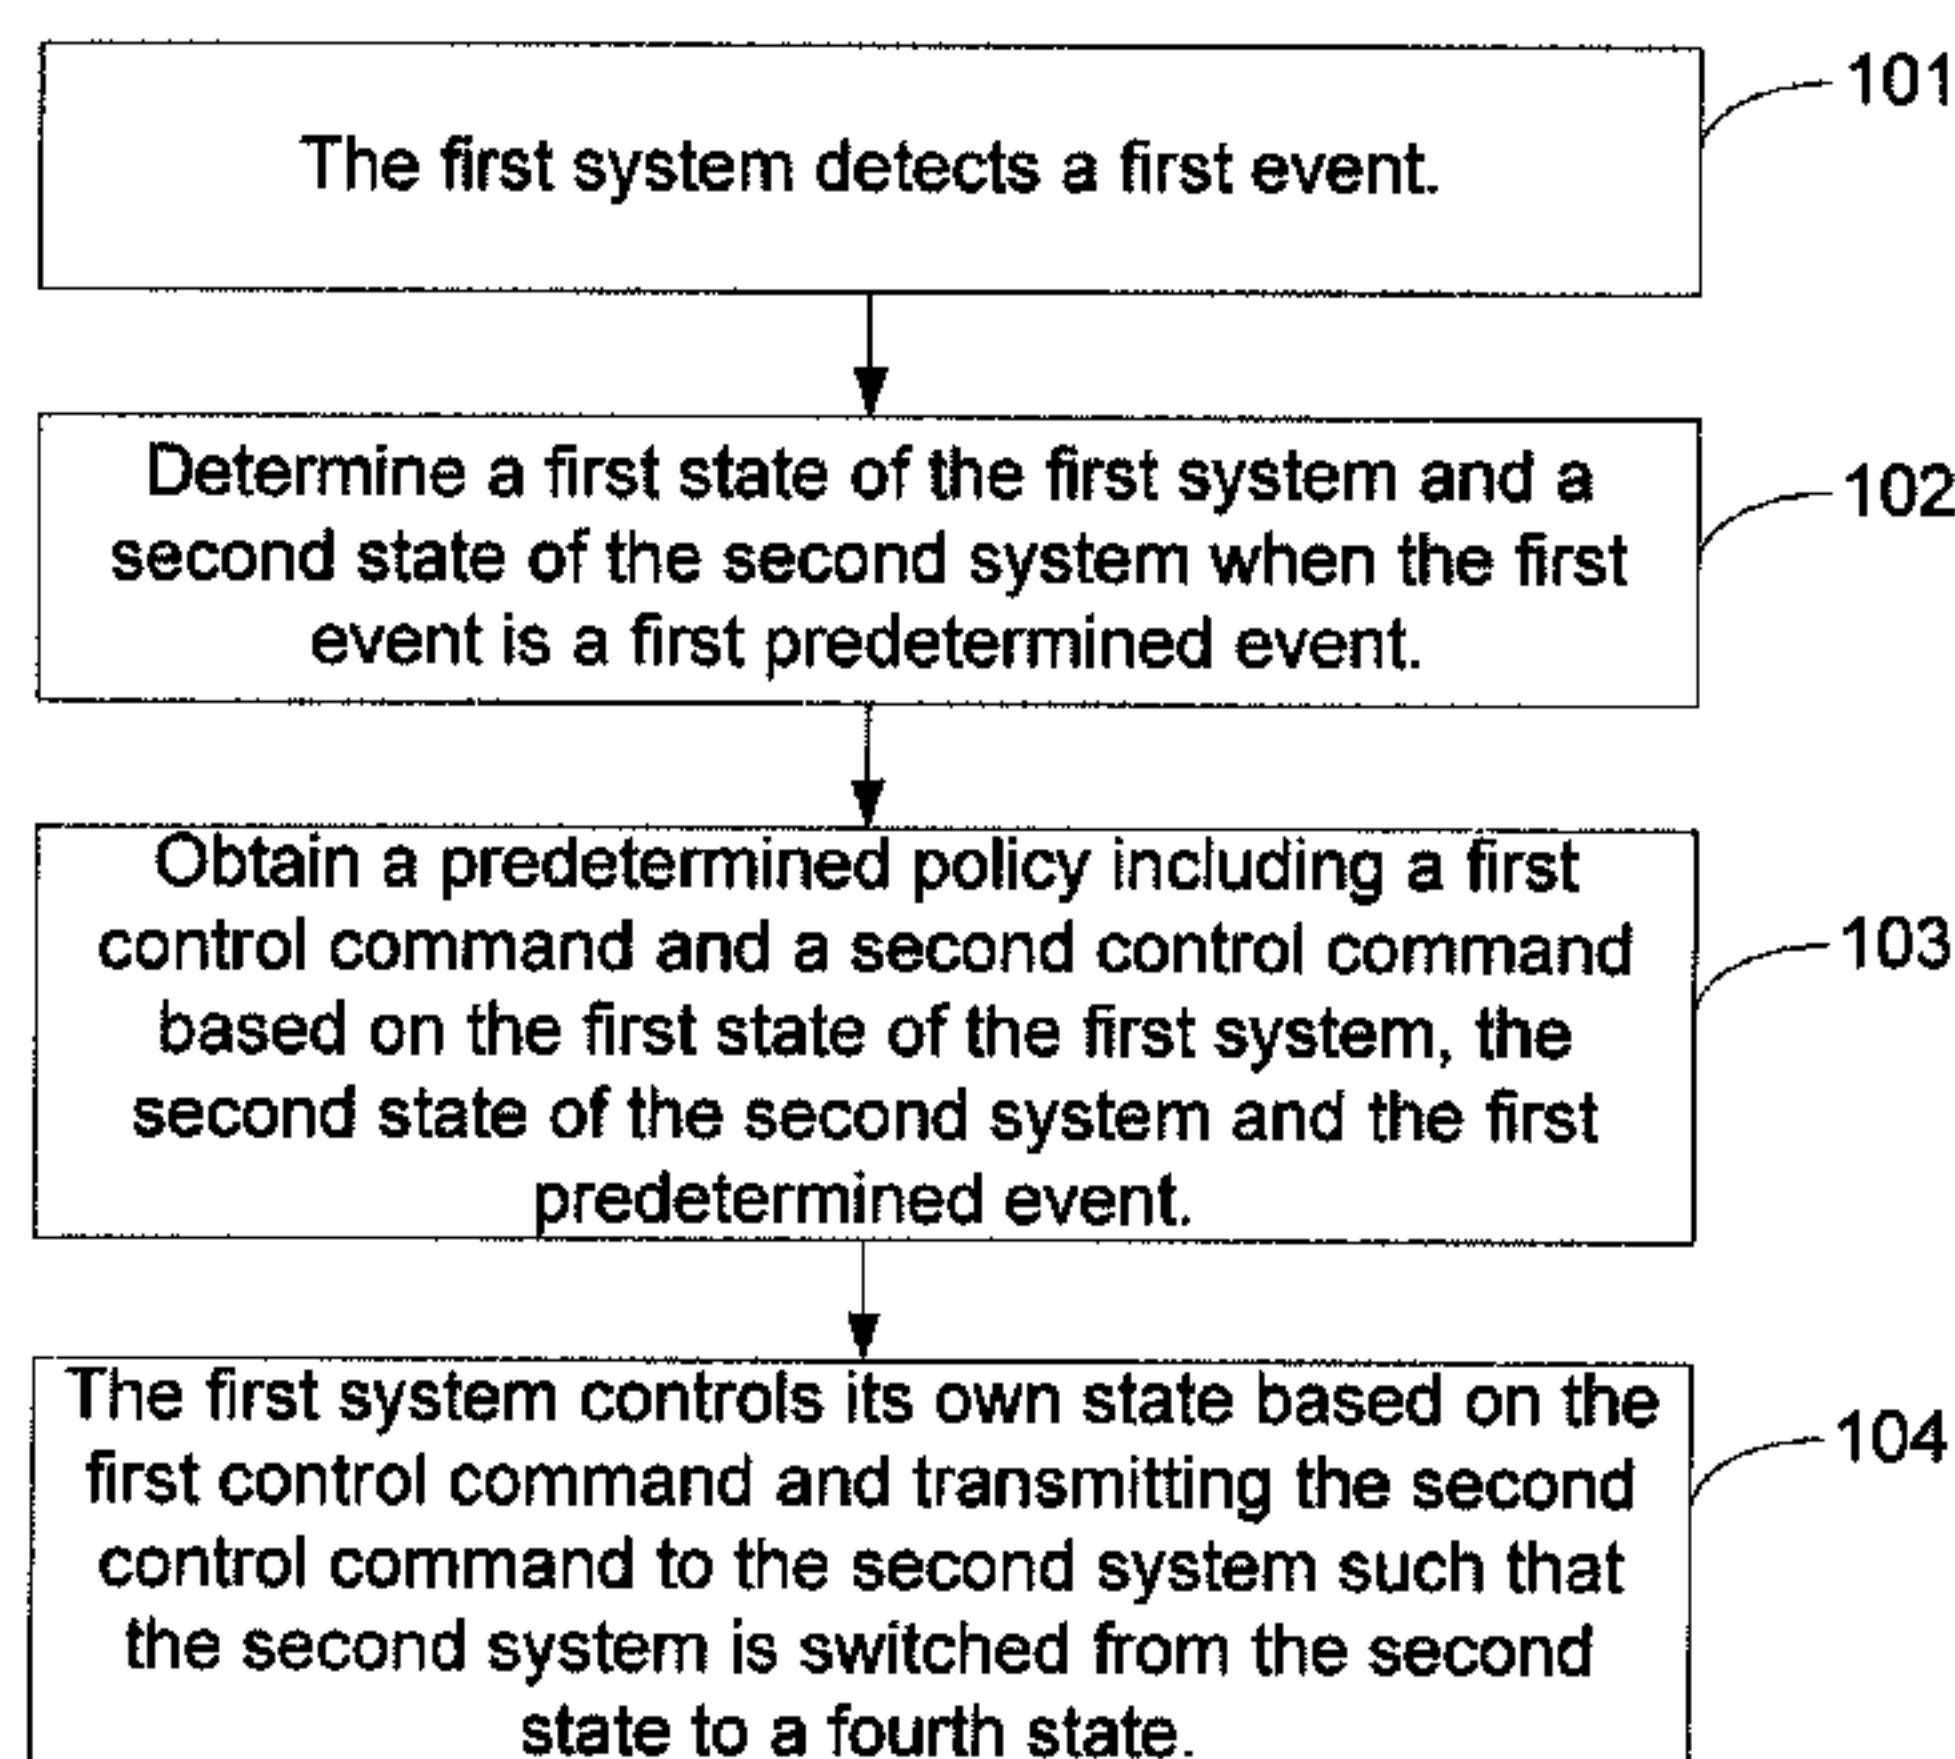 101
The first system detects a first event.
Determine a first state of the first system and a
second state of the second system when the first
event is a first predetermined event.
102
Obtain a predetermined policy including a first
control command and a second control command
based on the first state of the first system, the
second state of the second system and the first
predetermined event.
103
The first system controls its own state based on the
first control command and transmitting the second
control command to the second system such that
the second system is switched from the second
state to a fourth state.
104